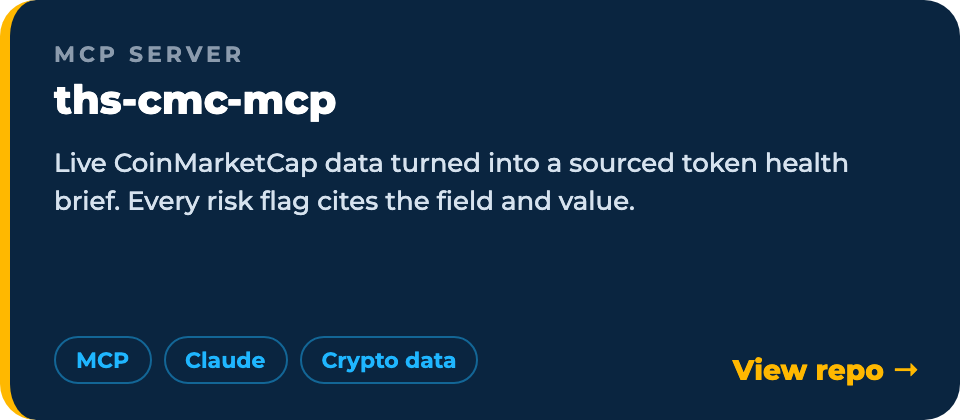 MCP SERVER
ths-cmc-mcp
Live CoinMarketCap data turned into a sourced token health
brief. Every risk flag cites the field and value.
MCP
Claude
Crypto data
View repo →